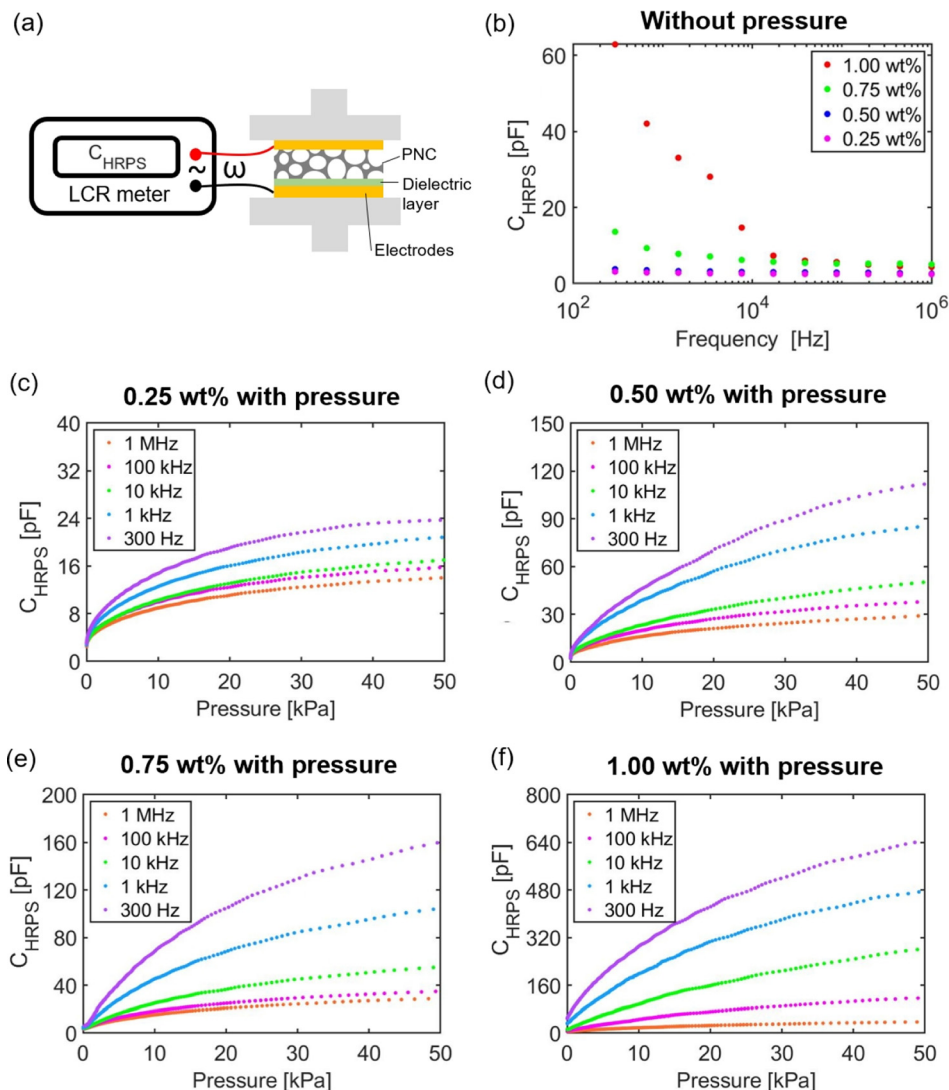 (a)
C_HRPS
LCR meter
~
ω
PNC
Dielectric
layer
Electrodes
(b)
Without pressure
C_HRPS [pF]
60
40
20
0
10^2
10^4
10^6
Frequency [Hz]
1.00 wt%
0.75 wt%
0.50 wt%
0.25 wt%
(c)
0.25 wt% with pressure
C_HRPS [pF]
40
32
24
16
8
0
1 MHz
100 kHz
10 kHz
1 kHz
300 Hz
0 10 20 30 40 50
Pressure [kPa]
(d)
0.50 wt% with pressure
C_HRPS [pF]
150
120
90
60
30
0
1 MHz
100 kHz
10 kHz
1 kHz
300 Hz
0 10 20 30 40 50
Pressure [kPa]
(e)
0.75 wt% with pressure
C_HRPS [pF]
200
160
120
80
40
0
1 MHz
100 kHz
10 kHz
1 kHz
300 Hz
0 10 20 30 40 50
Pressure [kPa]
(f)
1.00 wt% with pressure
C_HRPS [pF]
800
640
480
320
160
0
1 MHz
100 kHz
10 kHz
1 kHz
300 Hz
0 10 20 30 40 50
Pressure [kPa]